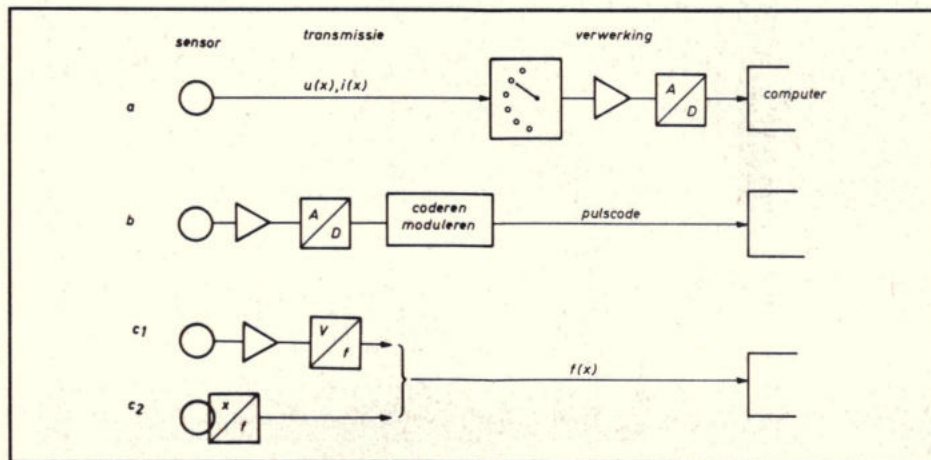 sensor transmissie verwerking
a u(x), i(x) A D computer
b A D coderen moduleren pulscode
c1 V f
f(x)
c2 x f